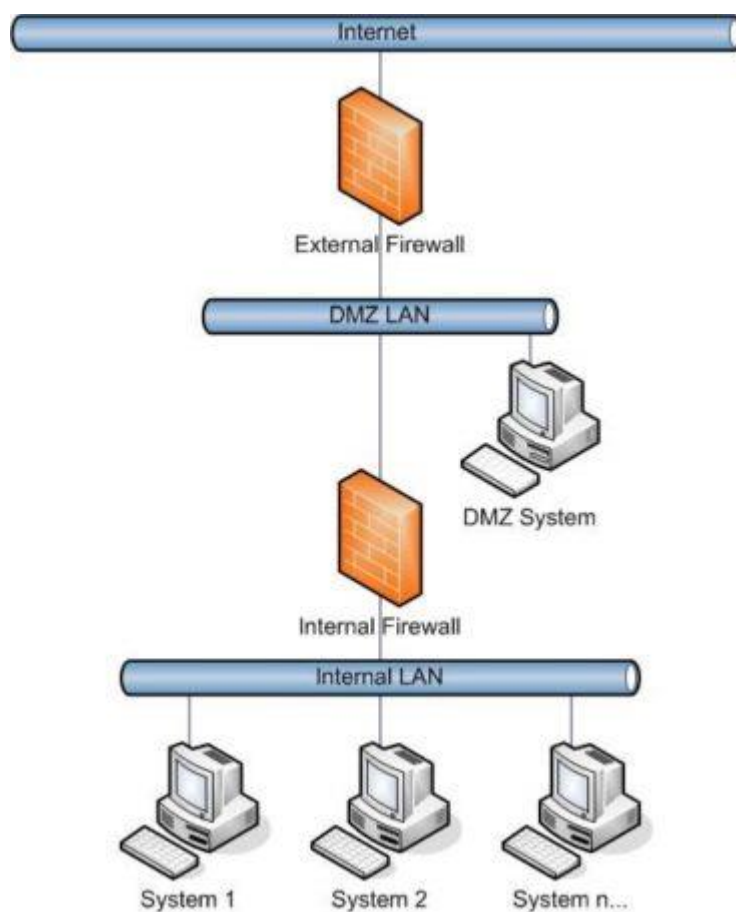 Internet
External Firewall
DMZ LAN
DMZ System
Internal Firewall
Internal LAN
System 1
System 2
System n...